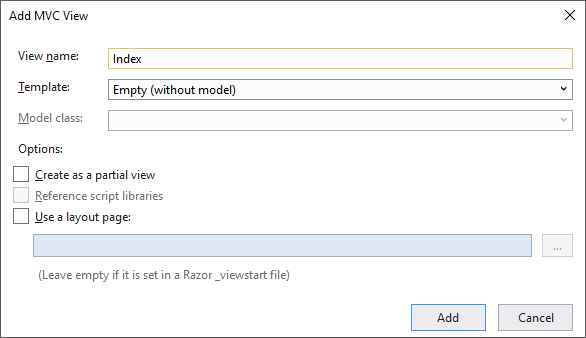 Add MVC View
View name: Index
Template: Empty (without model)
Model class:
Options:
Create as a partial view
Reference script libraries
Use a layout page:
...
(Leave empty if it is set in a Razor _viewstart file)
Add Cancel